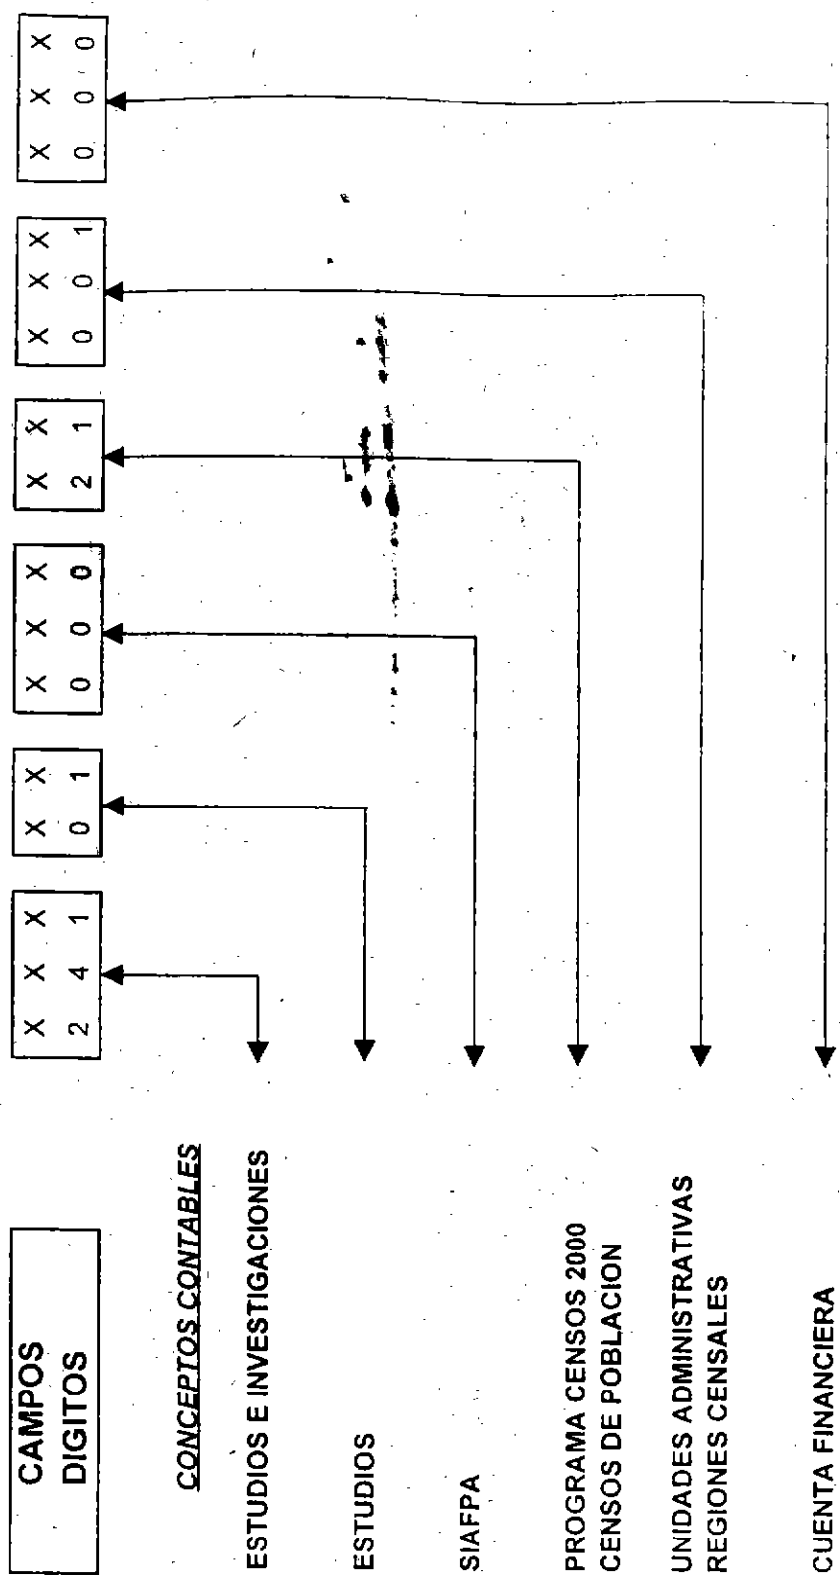 CAMPOS X X X X X X X X X X X X X X X X
DIGITOS 2 4 1 0 1 0 0 0 2 1 0 0 1 0 0 0
CONCEPTOS CONTABLES
ESTUDIOS E INVESTIGACIONES
ESTUDIOS
SIAFPA
PROGRAMA CENSOS 2000
CENSOS DE POBLACION
UNIDADES ADMINISTRATIVAS
REGIONES CENSALES
CUENTA FINANCIERA